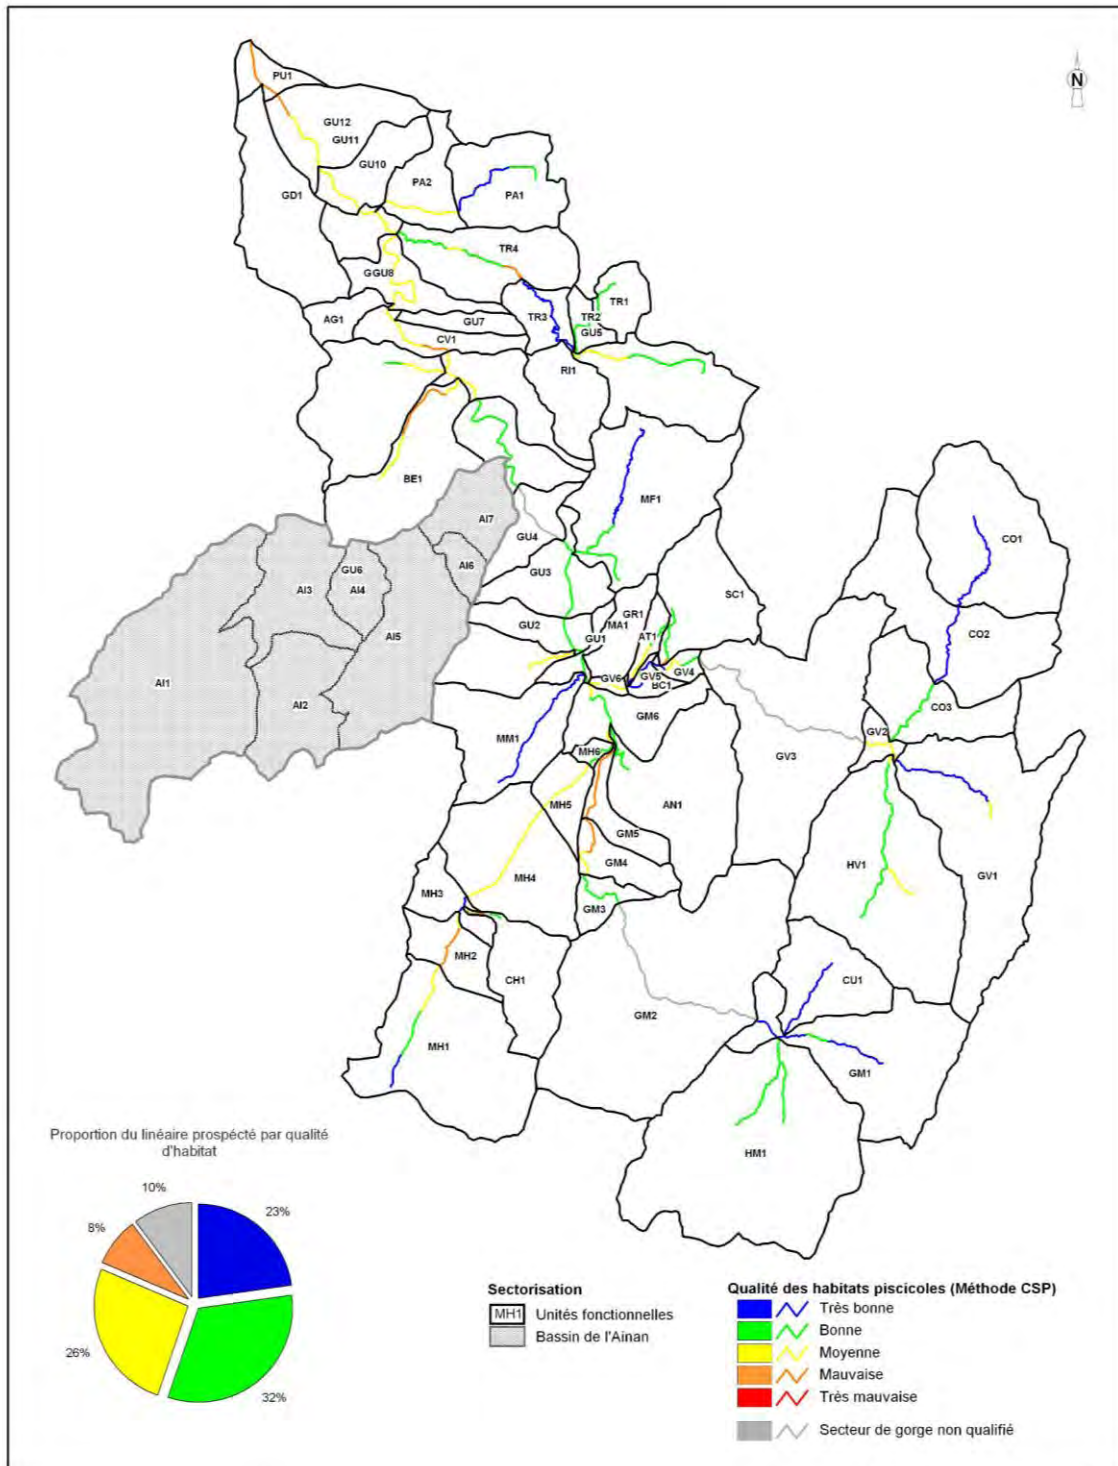 N
PU1
GU12
GU11
GU10
PA2
PA1
GD1
TR4
GGU8
TR1
AG1
GU7
TR3
TR2
GU5
CV1
RI1
BE1
MF1
AI7
GU4
CO1
GU6
AI6
GU3
AI3
AI4
SC1
GR1
GU2
MA1
CO2
GU1
AT1
AI5
AI1
GV6
GV5
GV4
BC1
AI2
CO3
GM6
GV2
MM1
MH6
GV3
MH5
AN1
GM5
GM4
HV1
GV1
MH4
MH3
GM3
MH2
CH1
CU1
GM2
MH1
GM1
HM1
Proportion du linéaire prospécté par qualité
d'habitat
10%
23%
8%
26%
32%
Sectorisation
MH1 Unités fonctionnelles
Bassin de l'Ainan
Qualité des habitats piscicoles (Méthode CSP)
Très bonne
Bonne
Moyenne
Mauvaise
Très mauvaise
Secteur de gorge non qualifié